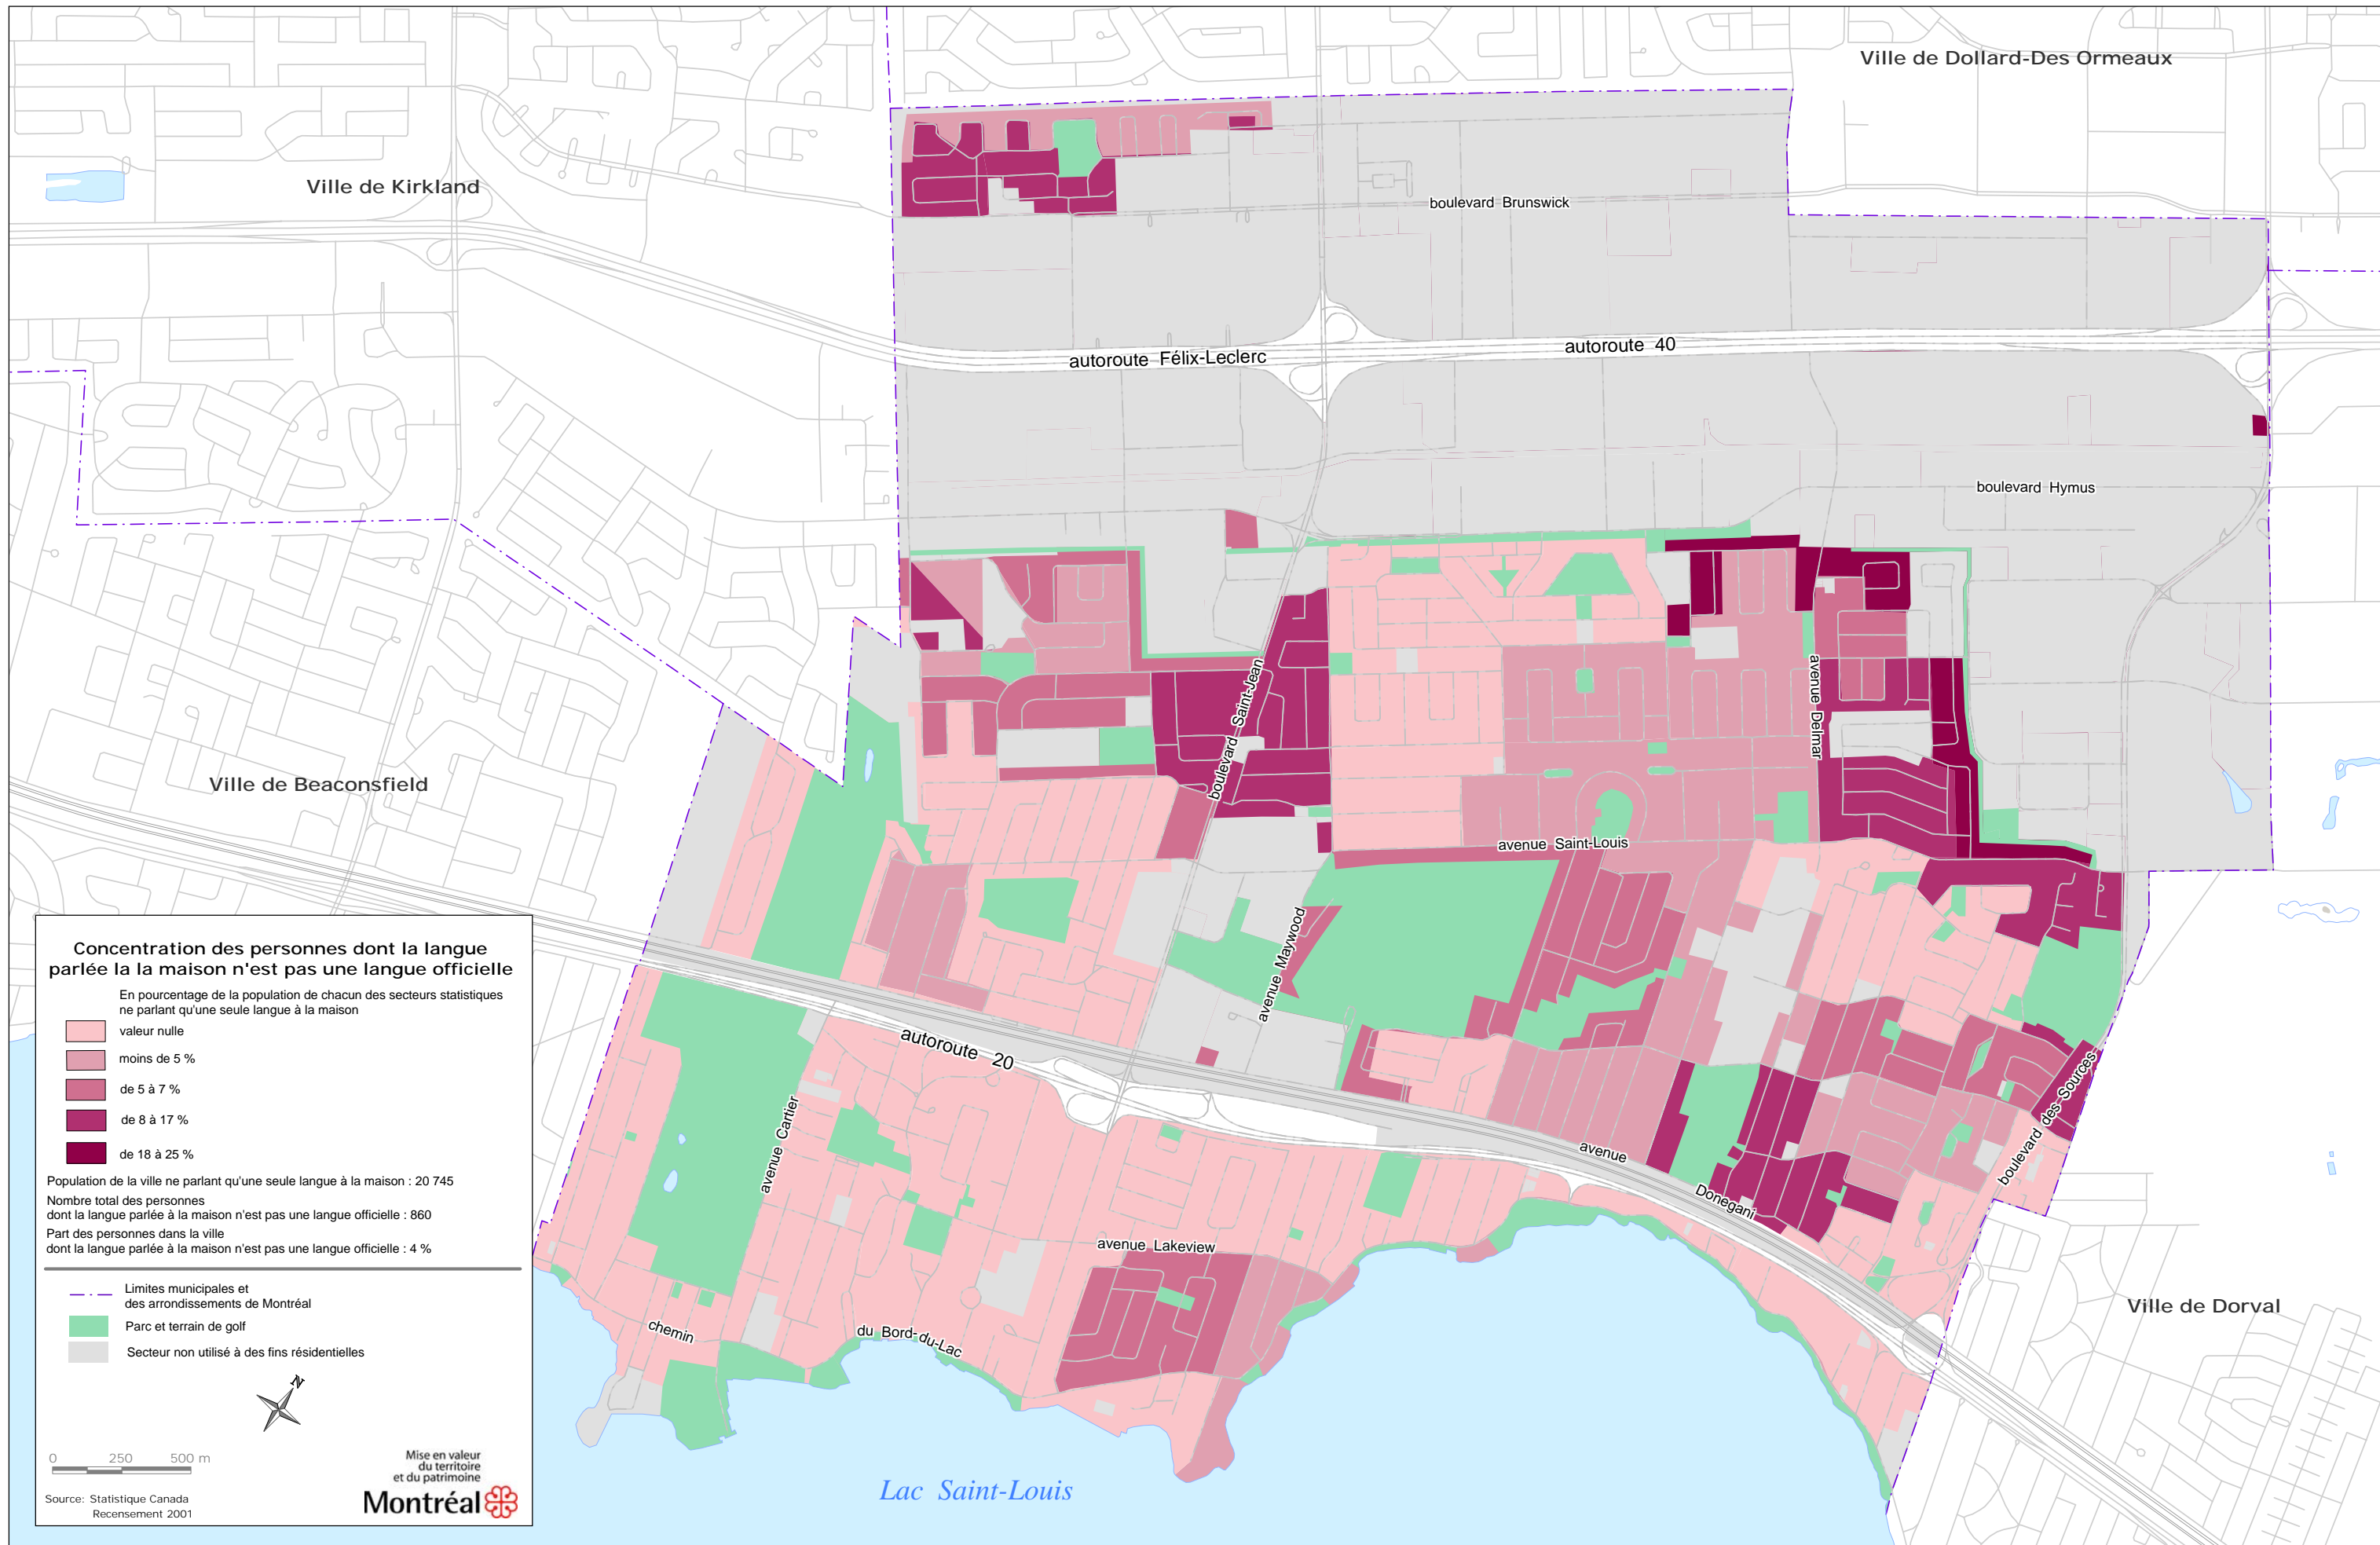 Ville de Dollard-Des Ormeaux
Ville de Kirkland
boulevard Brunswick
autoroute Félix-Leclerc
autoroute 40
boulevard Hymus
avenue Delmar
boulevard Saint-Jean
Ville de Beaconsfield
avenue Saint-Louis
avenue Maywood
autoroute 20
avenue Cartier
boulevard des Sources
avenue
Donegani
avenue Lakeview
Ville de Dorval
chemin
du Bord-du-Lac
Lac Saint-Louis
Concentration des personnes dont la langue
parlée la la maison n'est pas une langue officielle
En pourcentage de la population de chacun des secteurs statistiques
ne parlant qu'une seule langue à la maison
valeur nulle
moins de 5 %
de 5 à 7 %
de 8 à 17 %
de 18 à 25 %
Population de la ville ne parlant qu'une seule langue à la maison : 20 745
Nombre total des personnes
dont la langue parlée à la maison n'est pas une langue officielle : 860
Part des personnes dans la ville
dont la langue parlée à la maison n'est pas une langue officielle : 4 %
Limites municipales et
des arrondissements de Montréal
Parc et terrain de golf
Secteur non utilisé à des fins résidentielles
N
0 250 500 m
Mise en valeur
du territoire
et du patrimoine
Montréal
Source: Statistique Canada
Recensement 2001